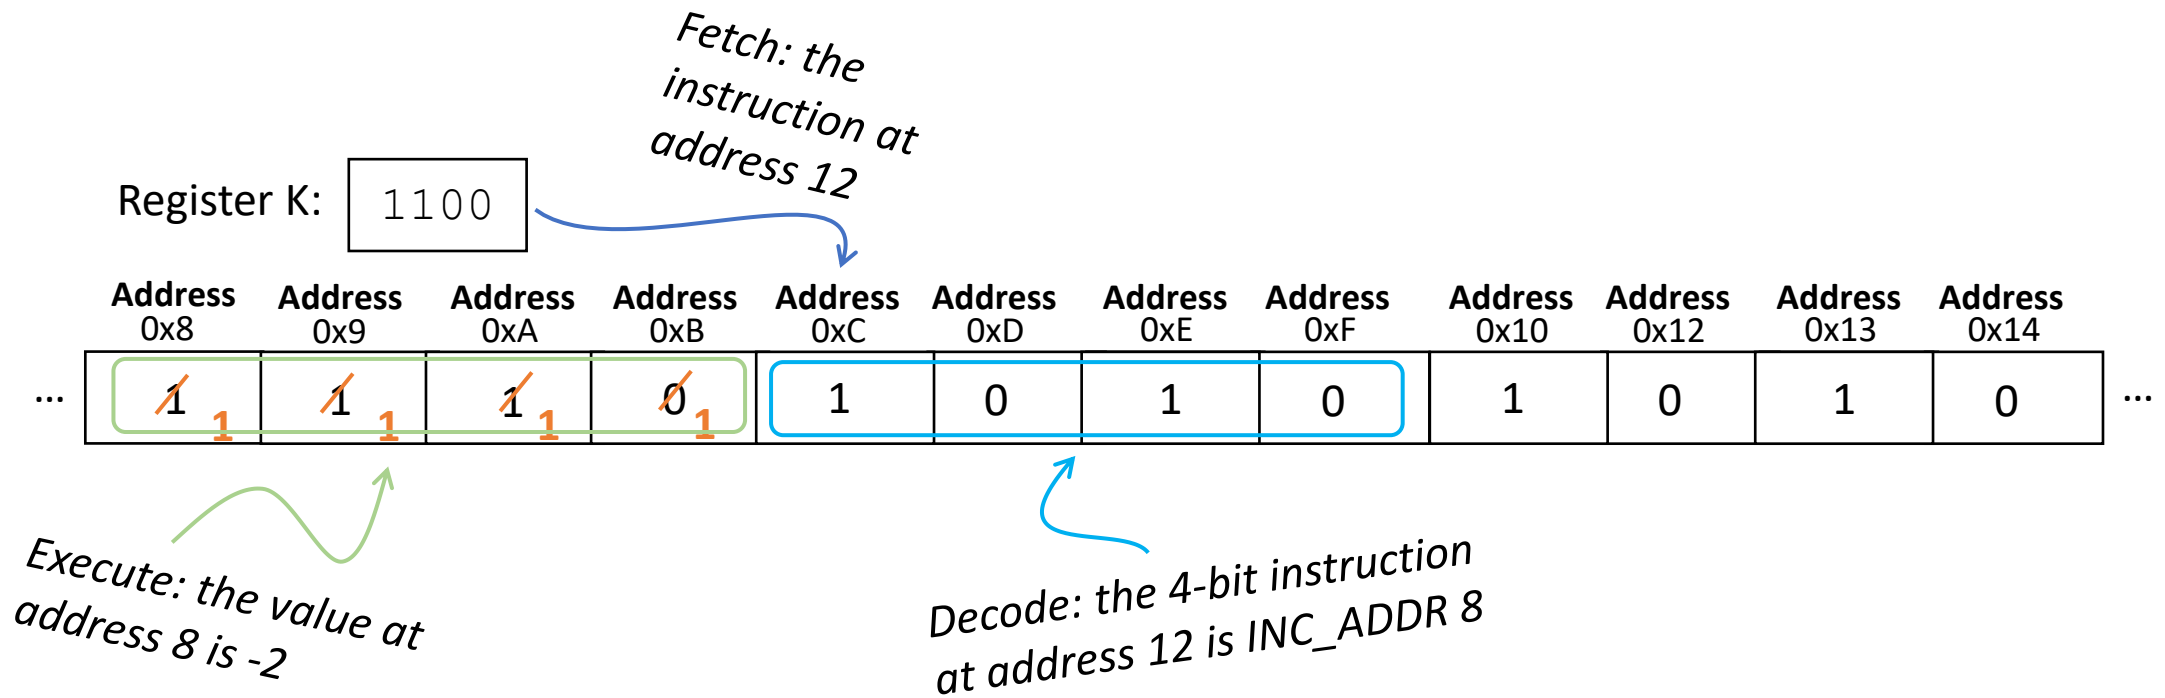 Fetch: the
instruction at
address 12
Register K: 1100
Address Address Address Address Address Address Address Address Address Address Address Address
0x8 0x9 0xA 0xB 0xC 0xD 0xE 0xF 0x10 0x12 0x13 0x14
... 1 1 1 0 1 0 1 0 1 0 1 0 ...
1 1 1 1
Execute: the value at
address 8 is -2
Decode: the 4-bit instruction
at address 12 is INC_ADDR 8